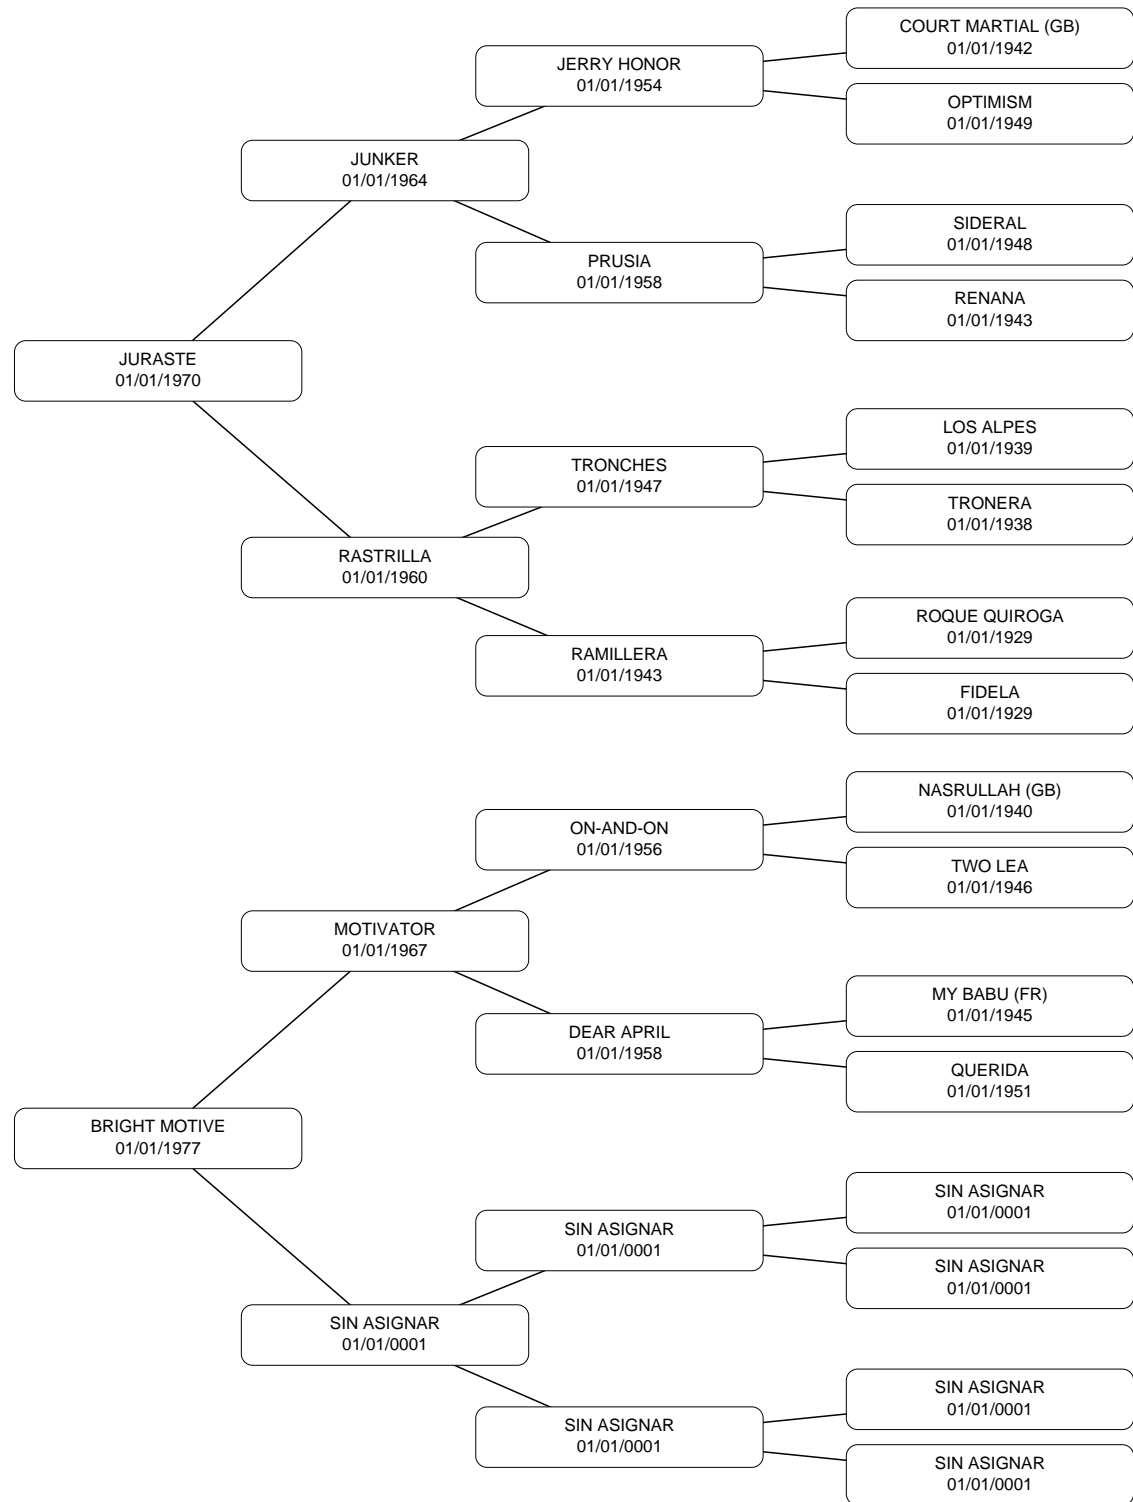 COURT MARTIAL (GB)
01/01/1942
JERRY HONOR
01/01/1954
OPTIMISM
01/01/1949
JUNKER
01/01/1964
SIDERAL
01/01/1948
PRUSIA
01/01/1958
RENANA
01/01/1943
JURASTE
01/01/1970
LOS ALPES
01/01/1939
TRONCHES
01/01/1947
TRONERA
01/01/1938
RASTRILLA
01/01/1960
ROQUE QUIROGA
01/01/1929
RAMILLERA
01/01/1943
FIDELA
01/01/1929
NASRULLAH (GB)
01/01/1940
ON-AND-ON
01/01/1956
TWO LEA
01/01/1946
MOTIVATOR
01/01/1967
MY BABU (FR)
01/01/1945
DEAR APRIL
01/01/1958
QUERIDA
01/01/1951
BRIGHT MOTIVE
01/01/1977
SIN ASIGNAR
01/01/0001
SIN ASIGNAR
01/01/0001
SIN ASIGNAR
01/01/0001
SIN ASIGNAR
01/01/0001
SIN ASIGNAR
01/01/0001
SIN ASIGNAR
01/01/0001
SIN ASIGNAR
01/01/0001